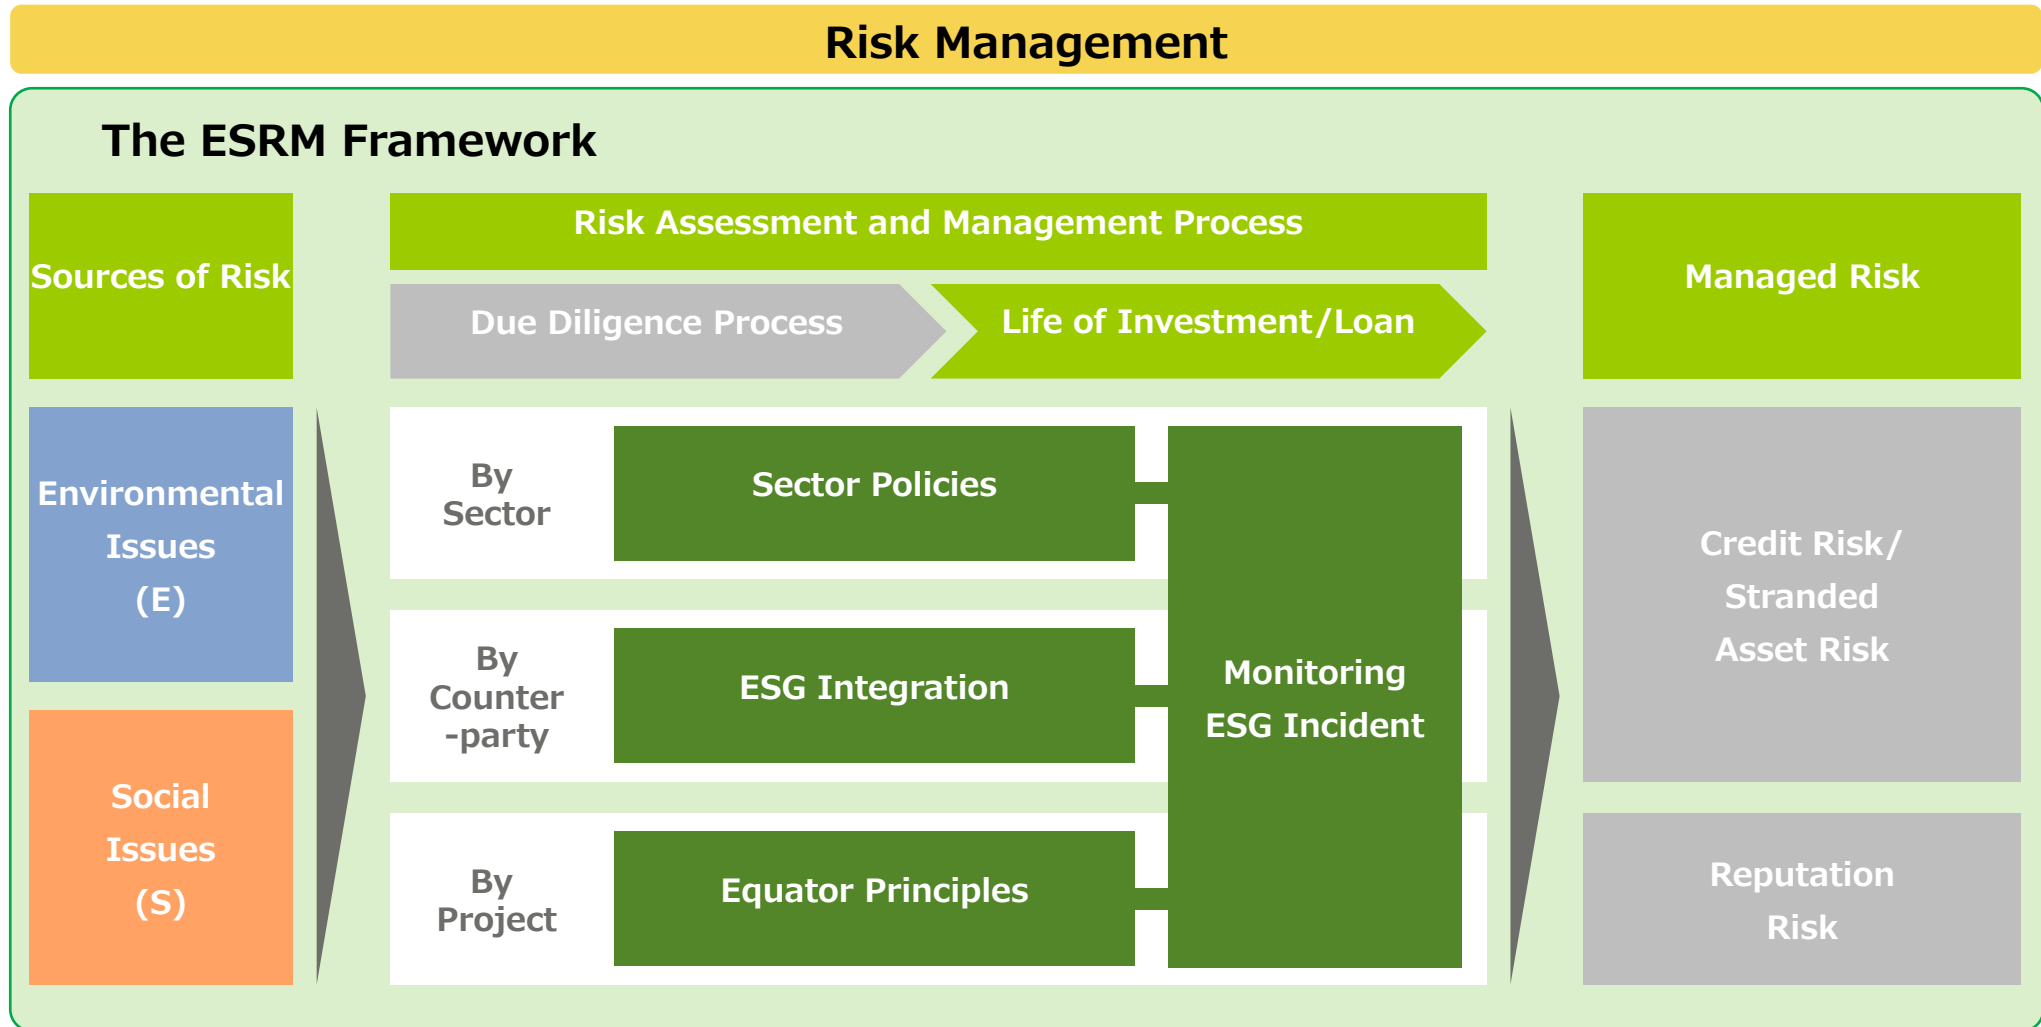 Risk Management
The ESRM Framework
Sources of Risk
Risk Assessment and Management Process
Due Diligence Process
Life of Investment/Loan
Managed Risk
Environmental
Issues
(E)
Social
Issues
(S)
By
Sector
Sector Policies
By
Counter
-party
ESG Integration
By
Project
Equator Principles
Monitoring
ESG Incident
Credit Risk/
Stranded
Asset Risk
Reputation
Risk